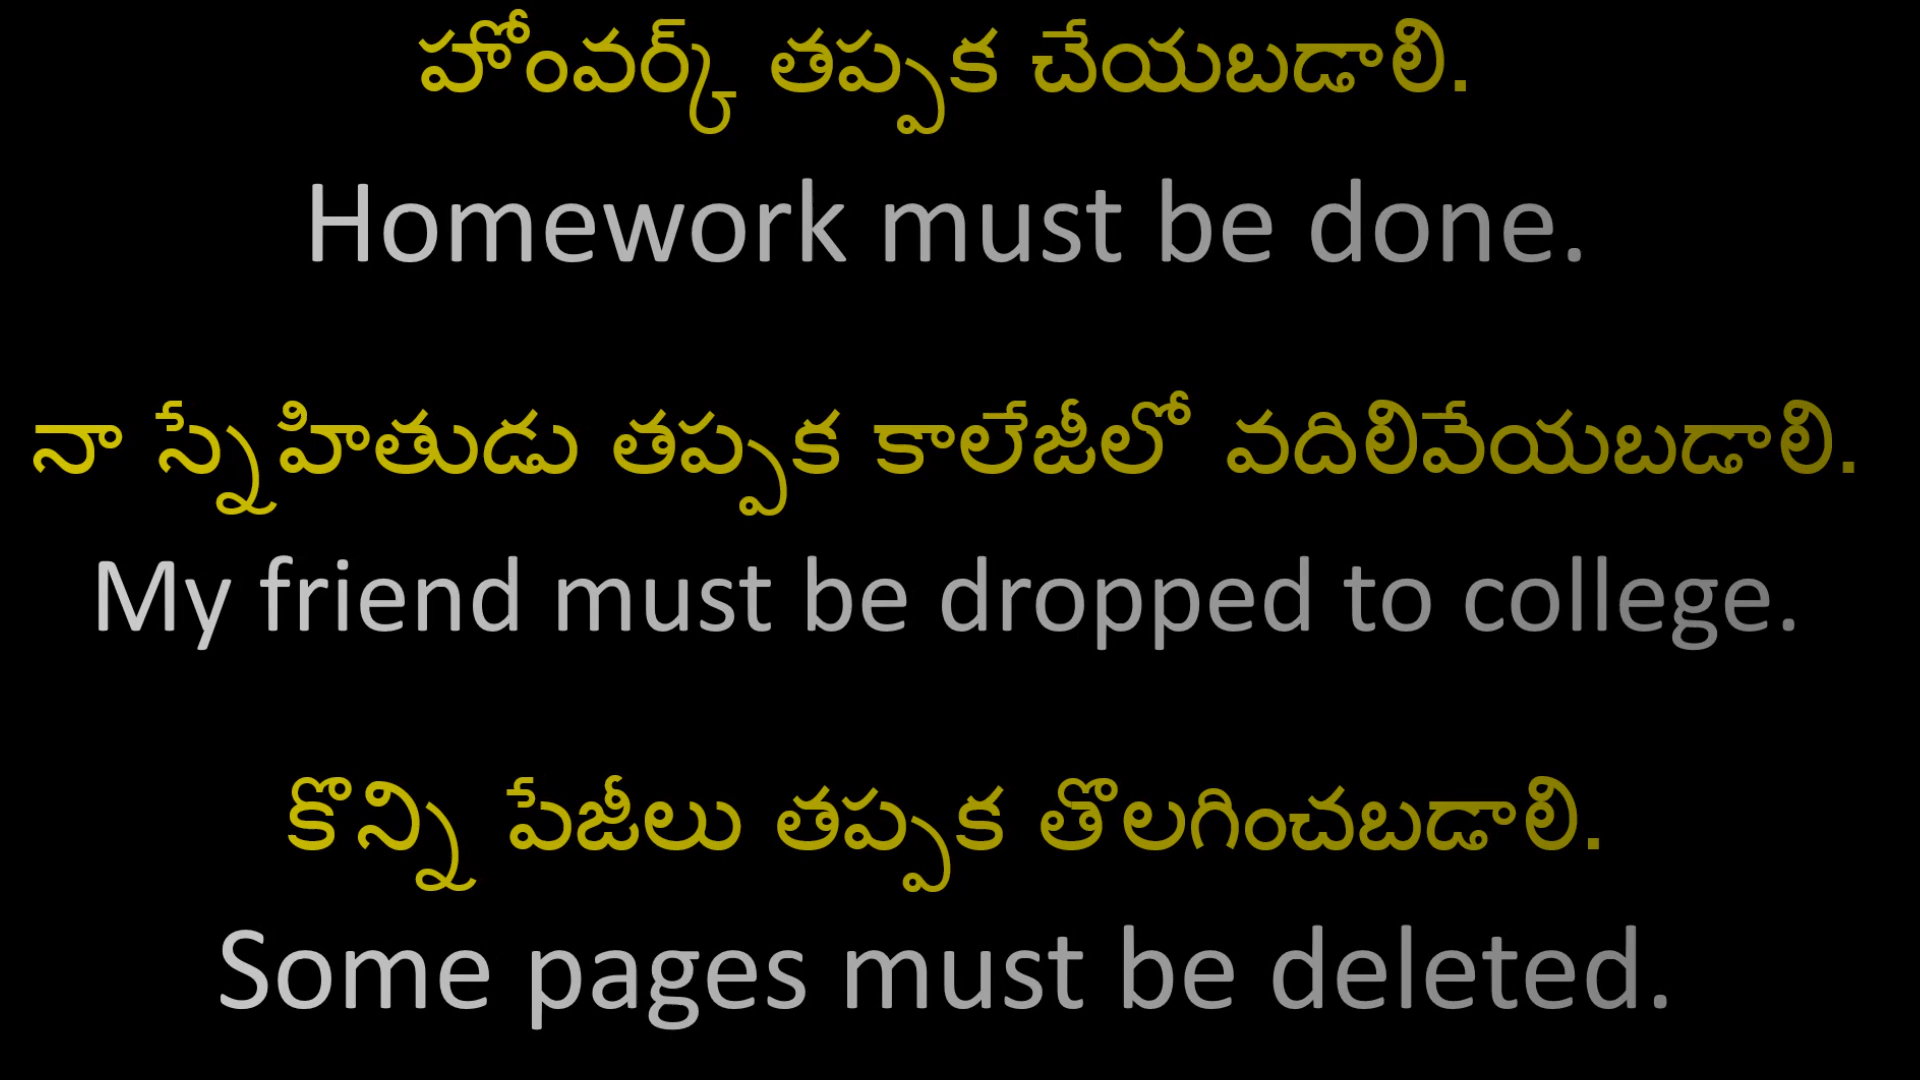 హోంవర్క్ తప్పక చేయబడాలి.
Homework must be done.
నా స్నేహితుడు తప్పక కాలేజీలో వదిలివేయబడాలి.
My friend must be dropped to college.
కొన్ని పేజీలు తప్పక తొలగించబడాలి.
Some pages must be deleted.